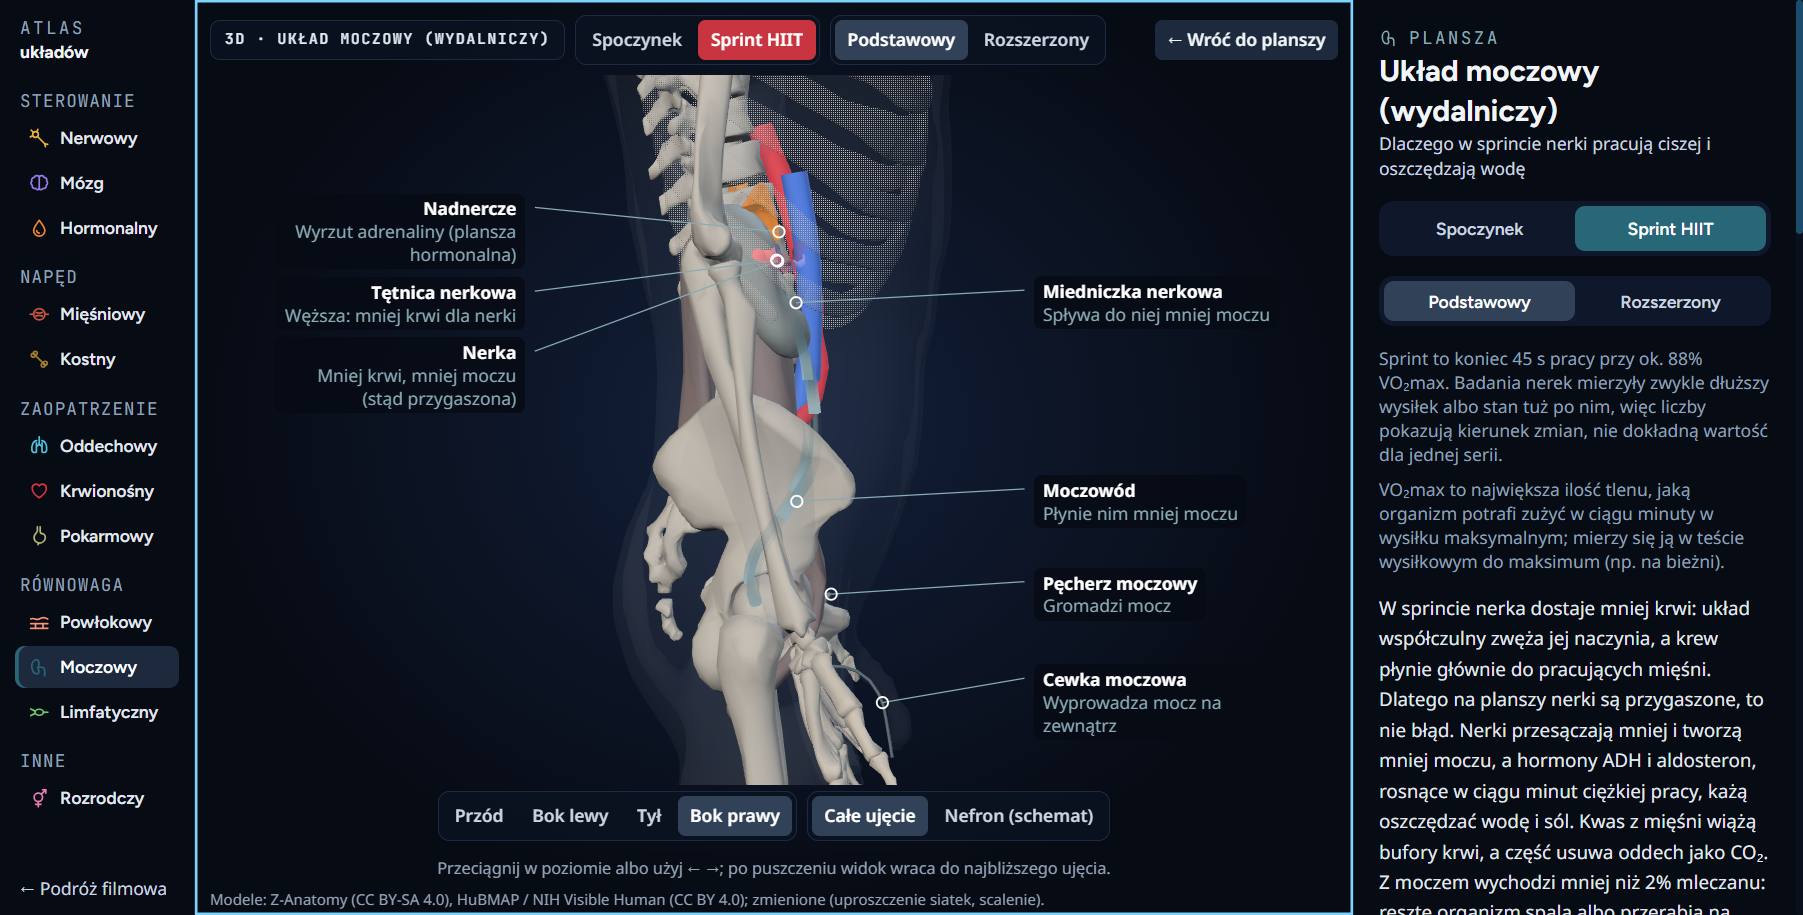 ATLAS
układów
STEROWANIE
Nerwowy
Mózg
Hormonalny
NAPĘD
Mięśniowy
Kostny
ZAOPATRZENIE
Oddechowy
Krwionośny
Pokarmowy
RÓWNOWAGA
Powłokowy
Moczowy
Limfatyczny
INNE
Rozrodczy
← Podróż filmowa
3D · UKŁAD MOCZOWY (WYDALNICZY)
Spoczynek Sprint HIIT
Podstawowy Rozszerzony
← Wróć do planszy
Nadnercze
Wyrzut adrenaliny (plansza
hormonalna)
Tętnica nerkowa
Węższa: mniej krwi dla nerki
Nerka
Mniej krwi, mniej moczu
(stąd przygaszona)
Miedniczka nerkowa
Spływa do niej mniej moczu
Moczowód
Płynie nim mniej moczu
Pęcherz moczowy
Gromadzi mocz
Cewka moczowa
Wyprowadza mocz na
zewnątrz
Przód Bok lewy Tył Bok prawy
Całe ujęcie Nefron (schemat)
Przeciągnij w poziomie albo użyj ← →; po puszczeniu widok wraca do najbliższego ujęcia.
Modele: Z-Anatomy (CC BY-SA 4.0), HuBMAP / NIH Visible Human (CC BY 4.0); zmienione (uproszczenie siatek, scalenie).
PLANSZA
Układ moczowy
(wydalniczy)
Dlaczego w sprincie nerki pracują ciszej i
oszczędzają wodę
Spoczynek Sprint HIIT
Podstawowy Rozszerzony
Sprint to koniec 45 s pracy przy ok. 88%
VO₂max. Badania nerek mierzyły zwykle dłuższy
wysiłek albo stan tuż po nim, więc liczby
pokazują kierunek zmian, nie dokładną wartość
dla jednej serii.
VO₂max to największa ilość tlenu, jaką
organizm potrafi zużyć w ciągu minuty w
wysiłku maksymalnym; mierzy się ją w teście
wysiłkowym do maksimum (np. na bieżni).
W sprincie nerka dostaje mniej krwi: układ
współczulny zwęża jej naczynia, a krew
płynie głównie do pracujących mięśni.
Dlatego na planszy nerki są przygaszone, to
nie błąd. Nerki przesączają mniej i tworzą
mniej moczu, a hormony ADH i aldosteron,
rosnące w ciągu minut ciężkiej pracy, każą
oszczędzać wodę i sól. Kwas z mięśni wiążą
bufory krwi, a część usuwa oddech jako CO₂.
Z moczem wychodzi mniej niż 2% mleczanu:
resztę organizm spala albo przerabia na